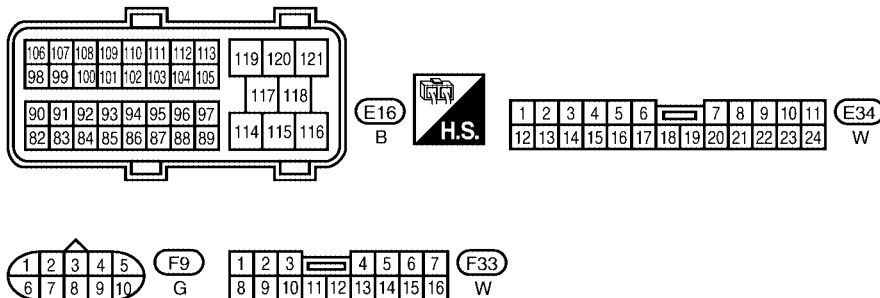 106 107 108 109 110 111 112 113
98 99 100 101 102 103 104 105
90 91 92 93 94 95 96 97
82 83 84 85 86 87 88 89
119 120 121
117 118
114 115 116
E16
B
H.S.
1 2 3 4 5 6 7 8 9 10 11
12 13 14 15 16 17 18 19 20 21 22 23 24
E34
W
1 2 3 4 5
6 7 8 9 10
F9
G
1 2 3 4 5 6 7
8 9 10 11 12 13 14 15 16
F33
W